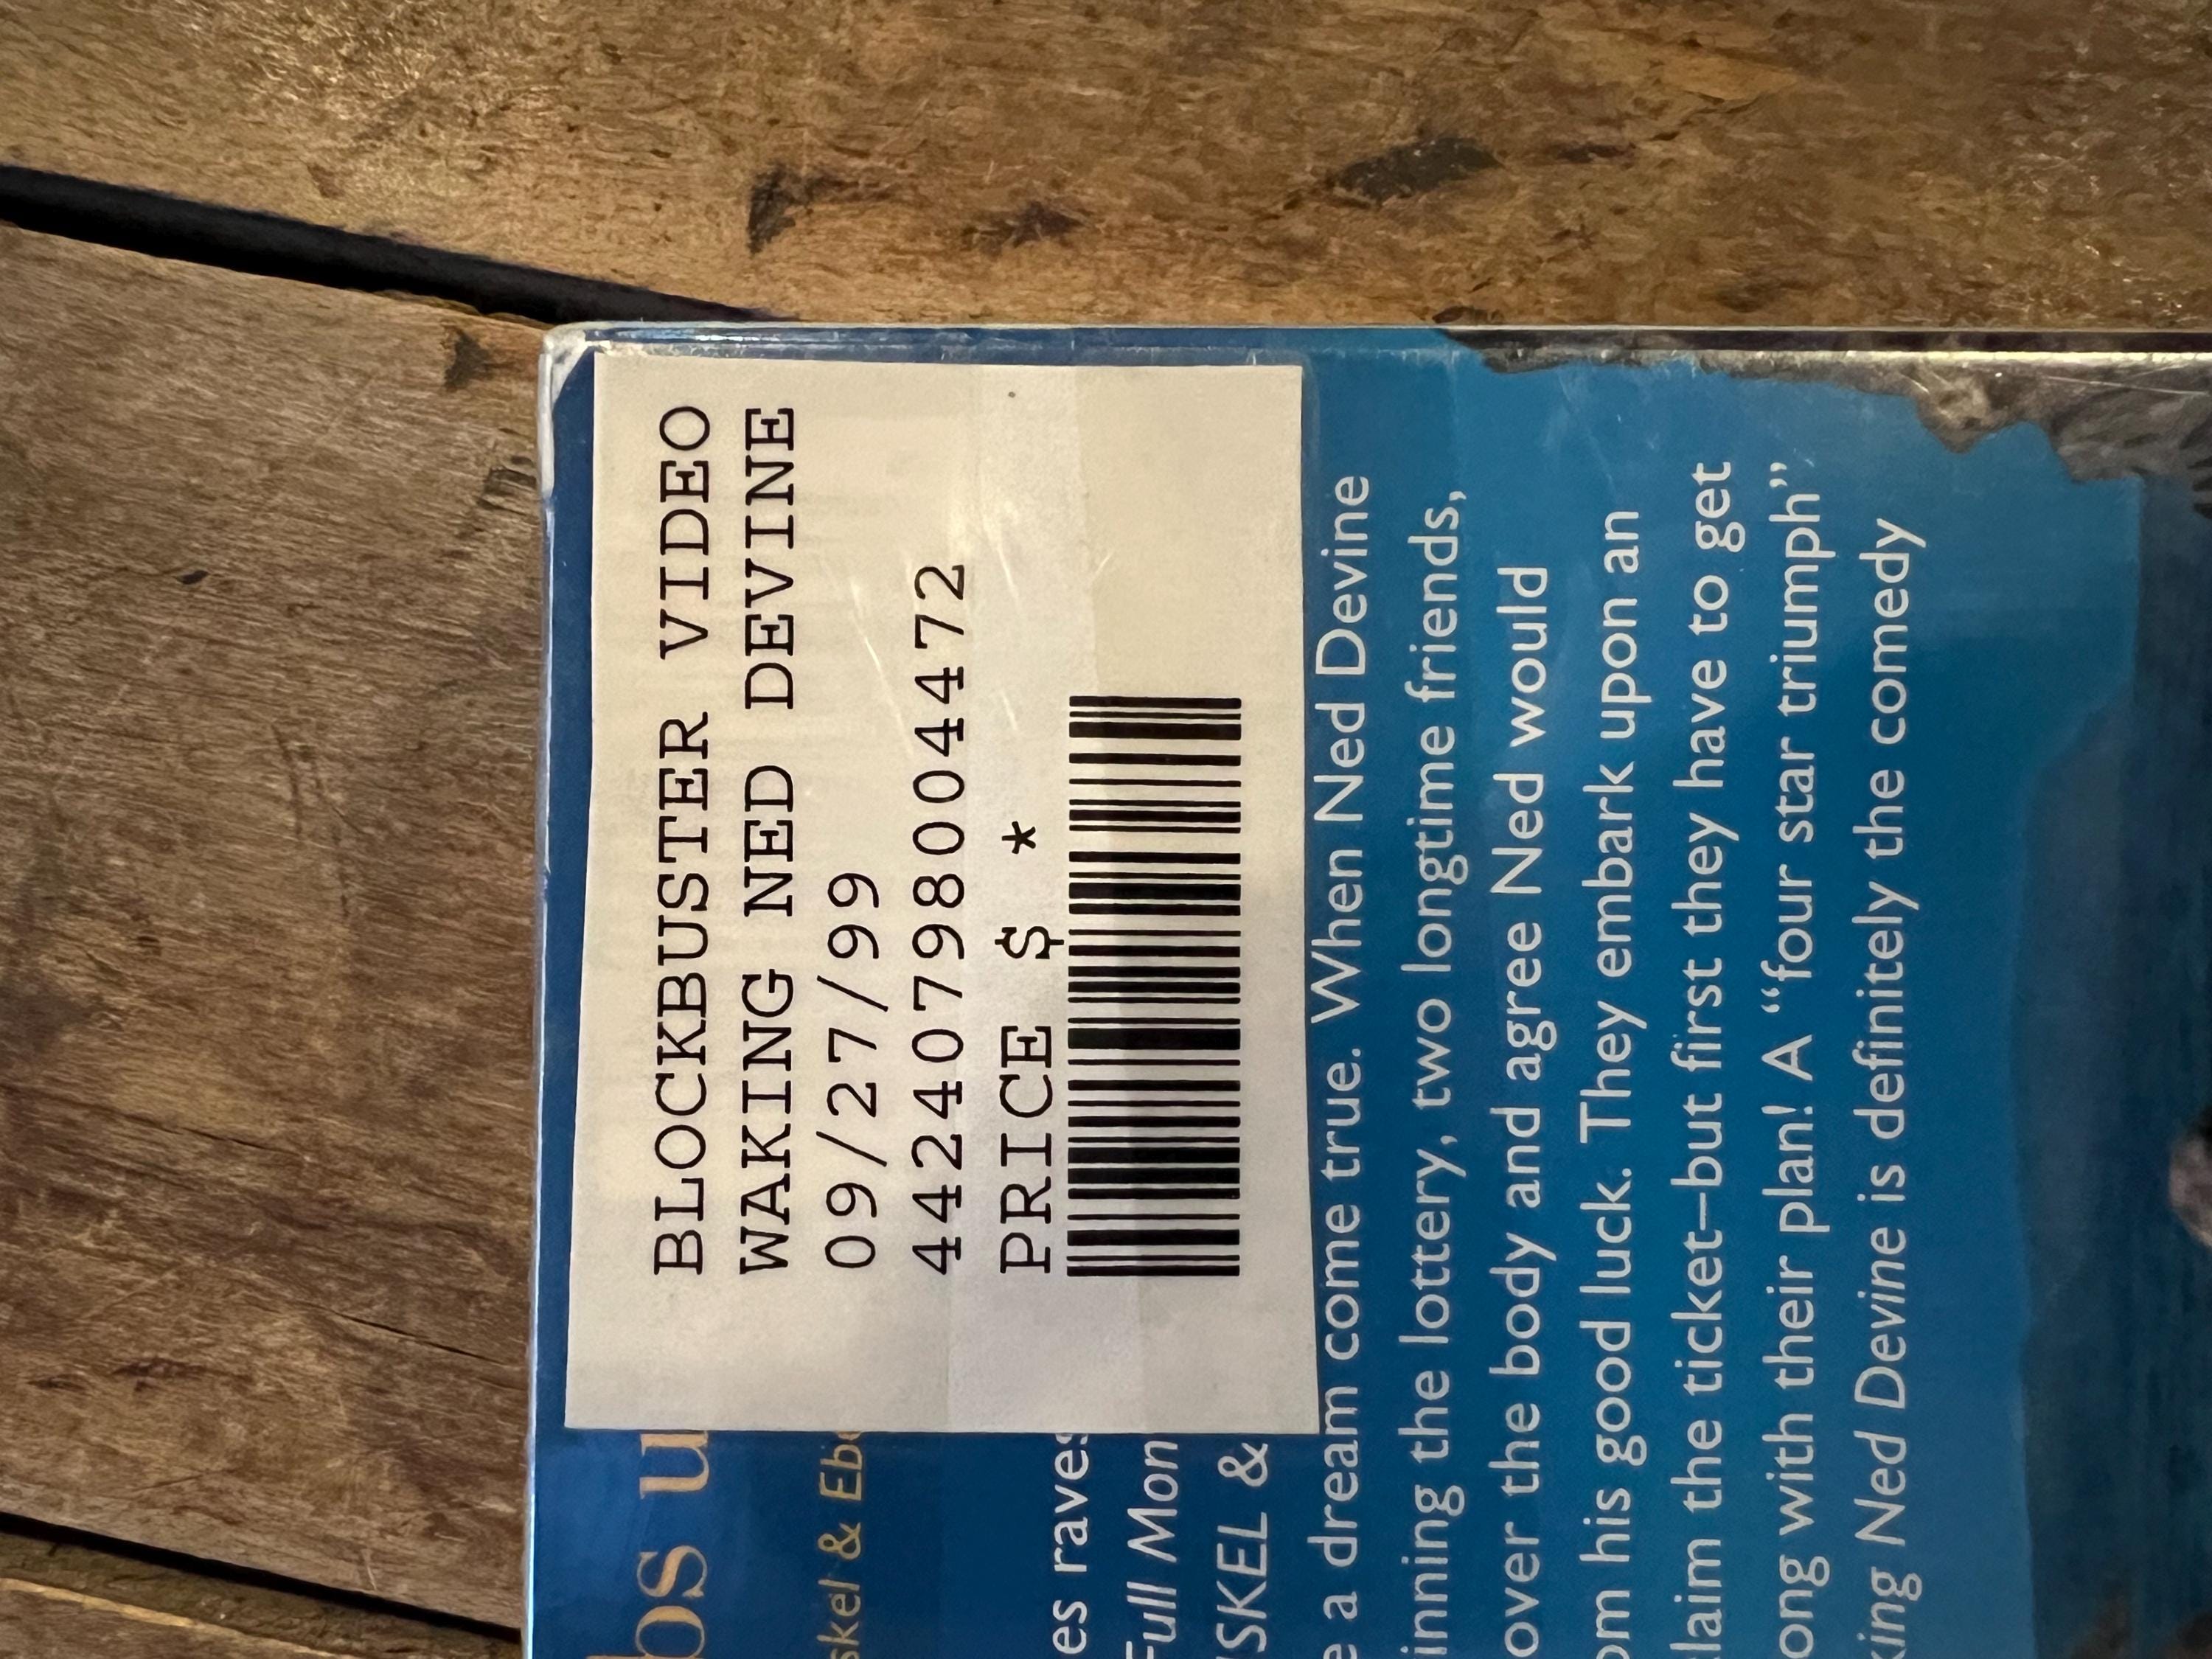 BLOCKBUSTER VIDEO
WAKING NED DEVINE
09/27/99
44240798004472
PRICE $ *
skel &
es raves
Full
&
e a dream come true. When Ned Devine
inning the lottery, two longtime friends,
over the body and agree Ned would
om his good luck. They embark upon an
laim the ticket–but first they have to get
ong with their plan! A “four star triumph”
king Ned Devine is definitely the comedy